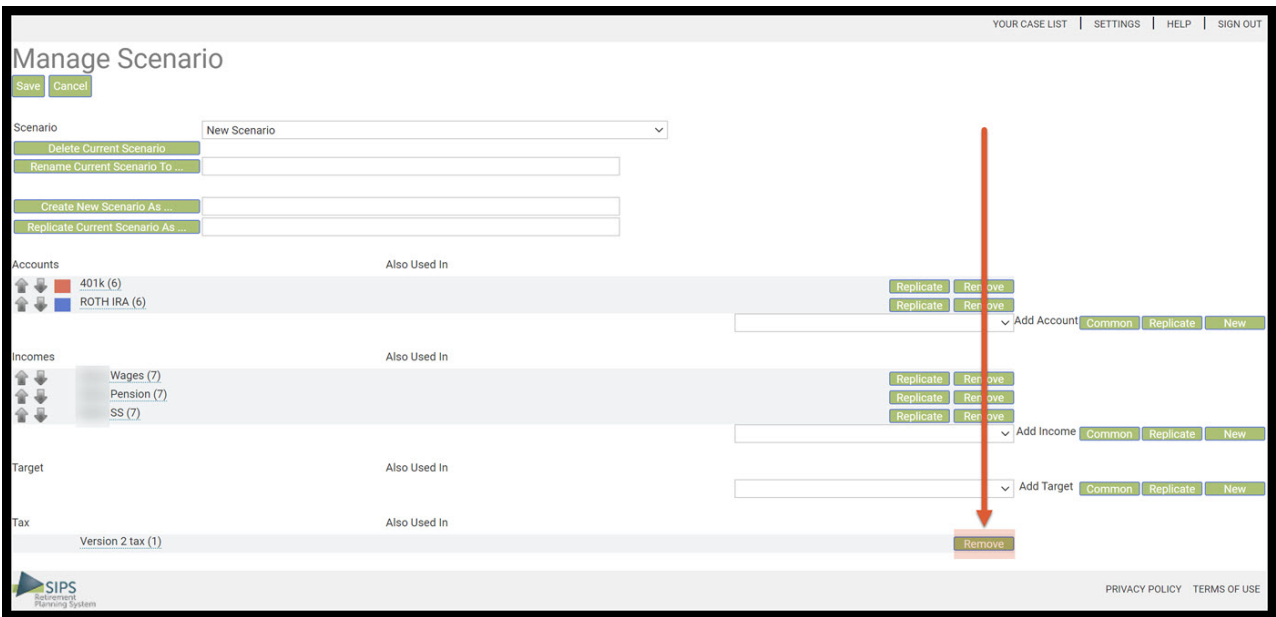 YOUR CASE LIST | SETTINGS | HELP | SIGN OUT
Manage Scenario
Save Cancel
Scenario New Scenario
Delete Current Scenario
Rename Current Scenario To ...
Create New Scenario As ...
Replicate Current Scenario As ...
Accounts Also Used In
401k (6) Replicate Remove
ROTH IRA (6) Replicate Remove
Add Account Common Replicate New
Incomes Also Used In
Wages (7) Replicate Remove
Pension (7) Replicate Remove
SS (7) Replicate Remove
Add Income Common Replicate New
Target Also Used In
Add Target Common Replicate New
Tax Also Used In
Version 2 tax (1) Remove
SIPS
Retirement
Planning System
PRIVACY POLICY TERMS OF USE